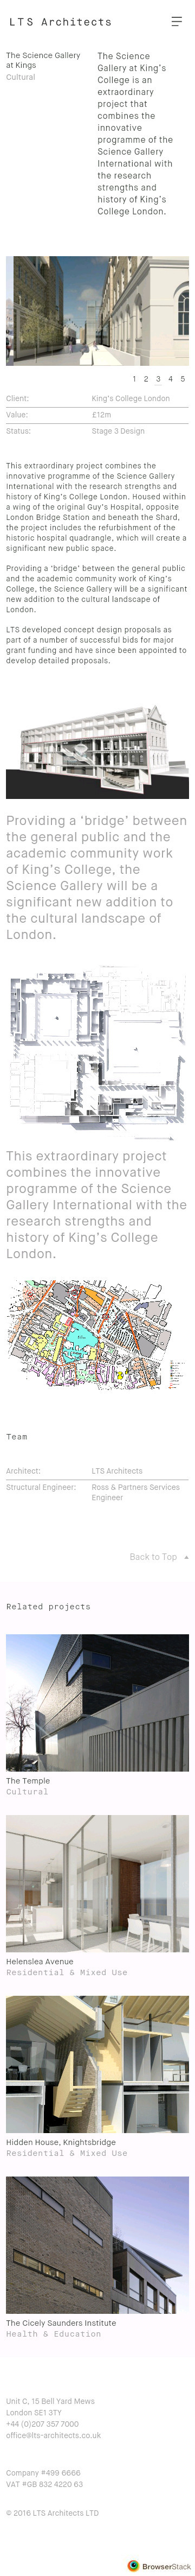 LTS Architects
The Science Gallery
at Kings
Cultural
The Science
Gallery at King's
College is an
extraordinary
project that
combines the
innovative
programme of the
Science Gallery
International with
the research
strengths and
history of King's
College London.
1 2 3 4 5
Client: King's College London
Value: £12m
Status: Stage 3 Design
This extraordinary project combines the
innovative programme of the Science Gallery
International with the research strengths and
history of King's College London. Housed within
a wing of the original Guy's Hospital, opposite
London Bridge Station and beneath the Shard,
the project includes the refurbishment of the
historic hospital quadrangle, which will create a
significant new public space.
Providing a 'bridge' between the general public
and the academic community work of King's
College, the Science Gallery will be a significant
new addition to the cultural landscape of
London.
LTS developed concept design proposals as
part of a number of successful bids for major
grant funding and have since been appointed to
develop detailed proposals.
Providing a 'bridge' between
the general public and the
academic community work
of King's College, the
Science Gallery will be a
significant new addition to
the cultural landscape of
London.
This extraordinary project
combines the innovative
programme of the Science
Gallery International with the
research strengths and
history of King's College
London.
Team
Architect: LTS Architects
Structural Engineer: Ross & Partners Services
Engineer
Back to Top
Related projects
The Temple
Cultural
Helenslea Avenue
Residential & Mixed Use
Hidden House, Knightsbridge
Residential & Mixed Use
The Cicely Saunders Institute
Health & Education
Unit C, 15 Bell Yard Mews
London SE1 3TY
+44 (0)207 357 7000
office@lts-architects.co.uk
Company #499 6666
VAT #GB 832 4220 63
© 2016 LTS Architects LTD
BrowserStack